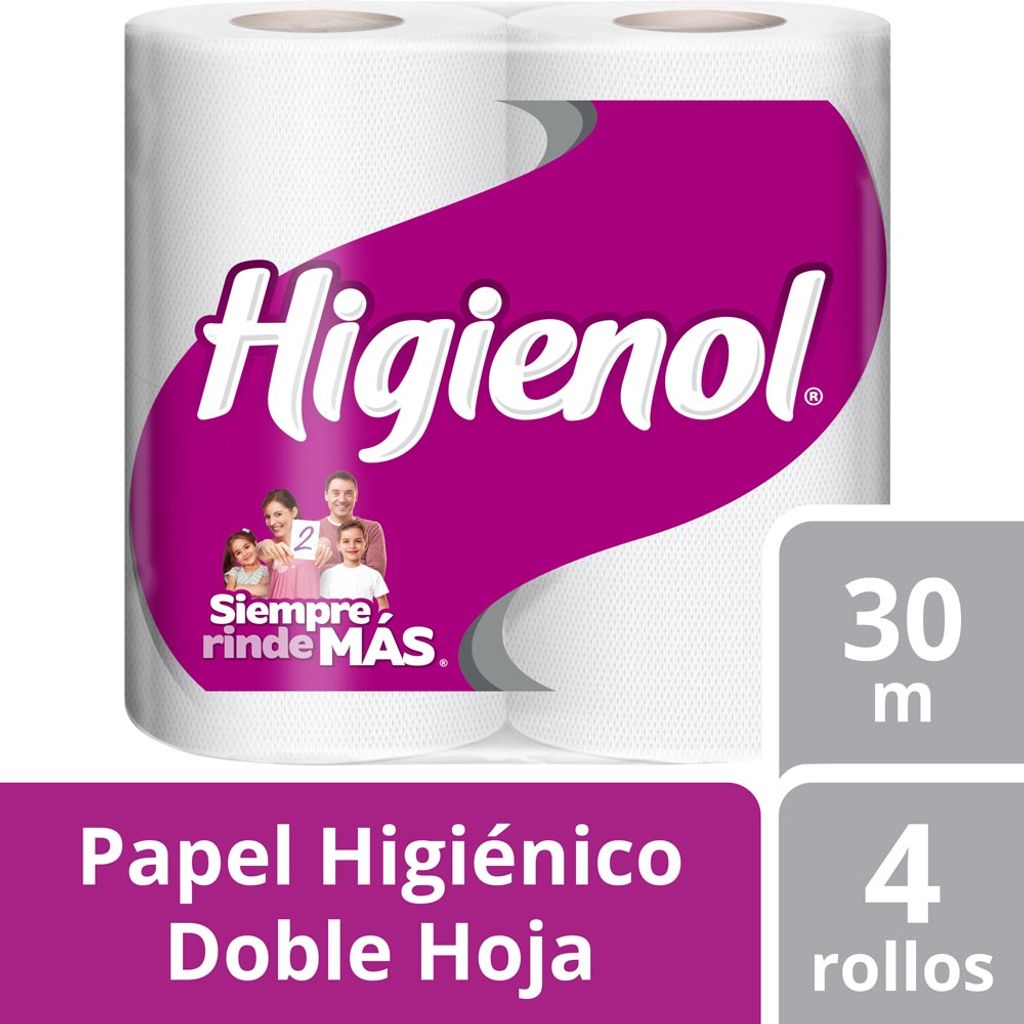 Higienol®
2
Siempre
rinde MÁS®
30
m
Papel Higiénico
Doble Hoja
4
rollos